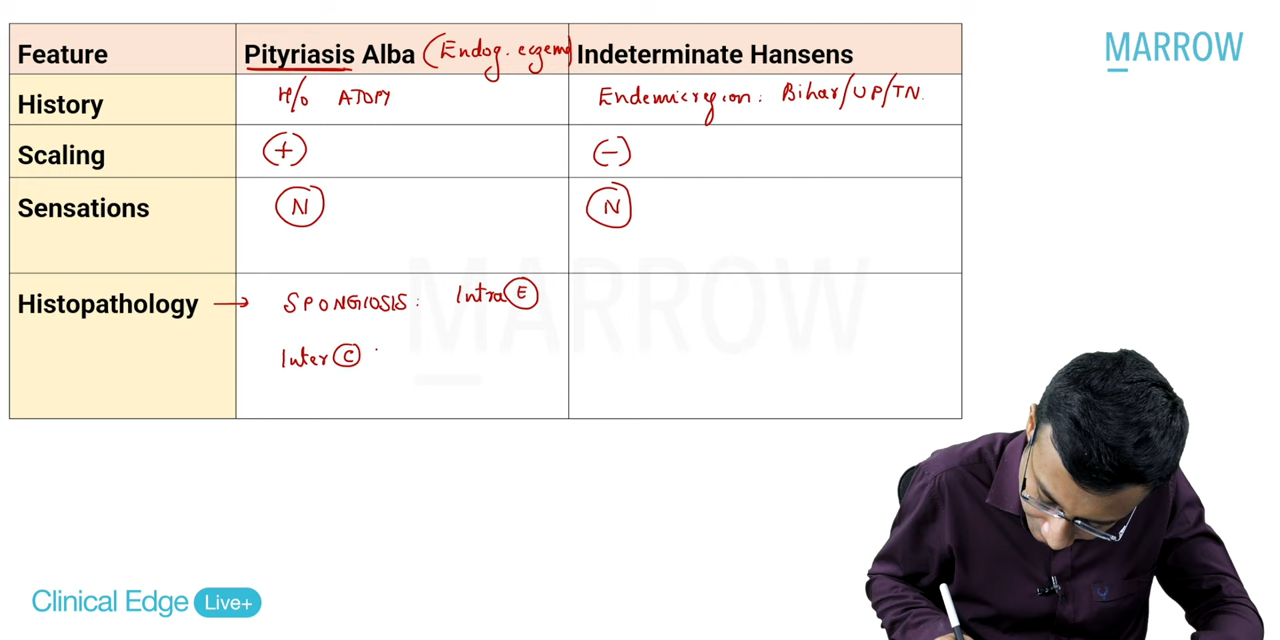 Feature Pityriasis Alba (Endog. eczema) Indeterminate Hansens
MARROW
History H/o ATOPY Endemic region: Bihar/UP/TN.
Scaling (+) (-)
Sensations N N
Histopathology → SPONGIOSIS: Intra E
Inter C
MARROW
Clinical Edge Live+